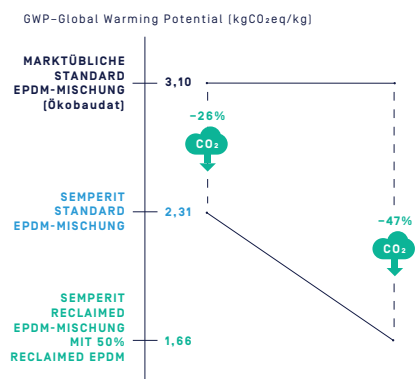 GWP–Global Warming Potential (kgCO₂eq/kg)
MARKTÜBLICHE
STANDARD
EPDM-MISCHUNG
(Ökobaudat)
3,10
–26%
CO₂
SEMPERIT
STANDARD
EPDM-MISCHUNG
2,31
–47%
CO₂
SEMPERIT
RECLAIMED
EPDM-MISCHUNG
MIT 50%
RECLAIMED EPDM
1,66